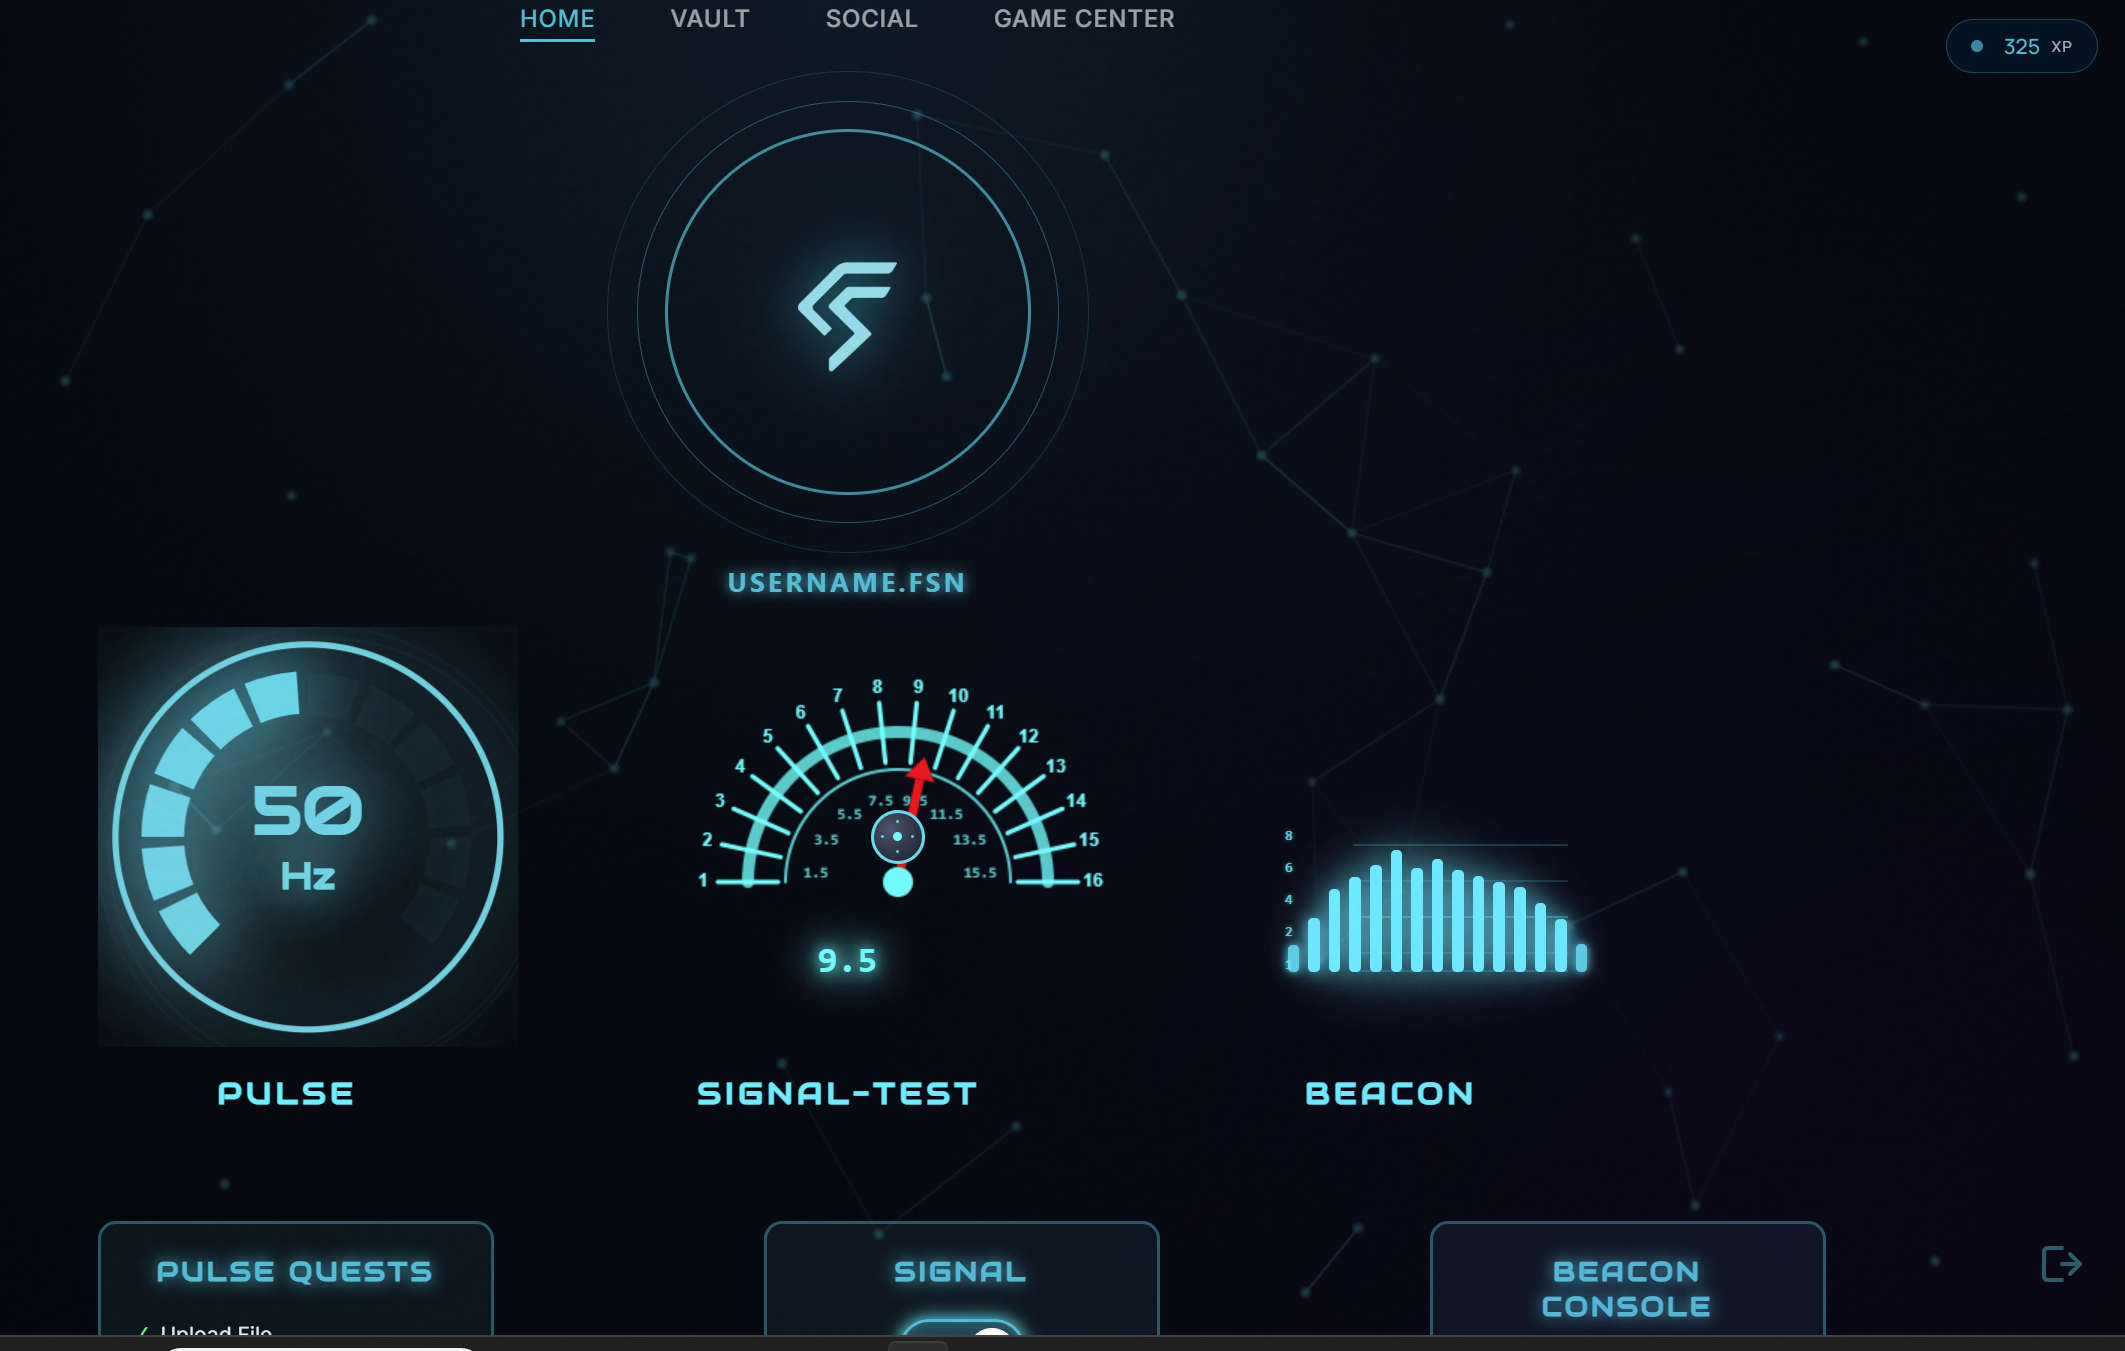 HOME VAULT SOCIAL GAME CENTER
325 XP
USERNAME.FSN
50
Hz
1 2 3 4 5 6 7 8 9 10 11 12 13 14 15 16
1.5 3.5 5.5 7.5 9.5 11.5 13.5 15.5
9.5
8
6
4
2
1
PULSE
SIGNAL-TEST
BEACON
PULSE QUESTS
✓ Upload File
SIGNAL
BEACON
CONSOLE